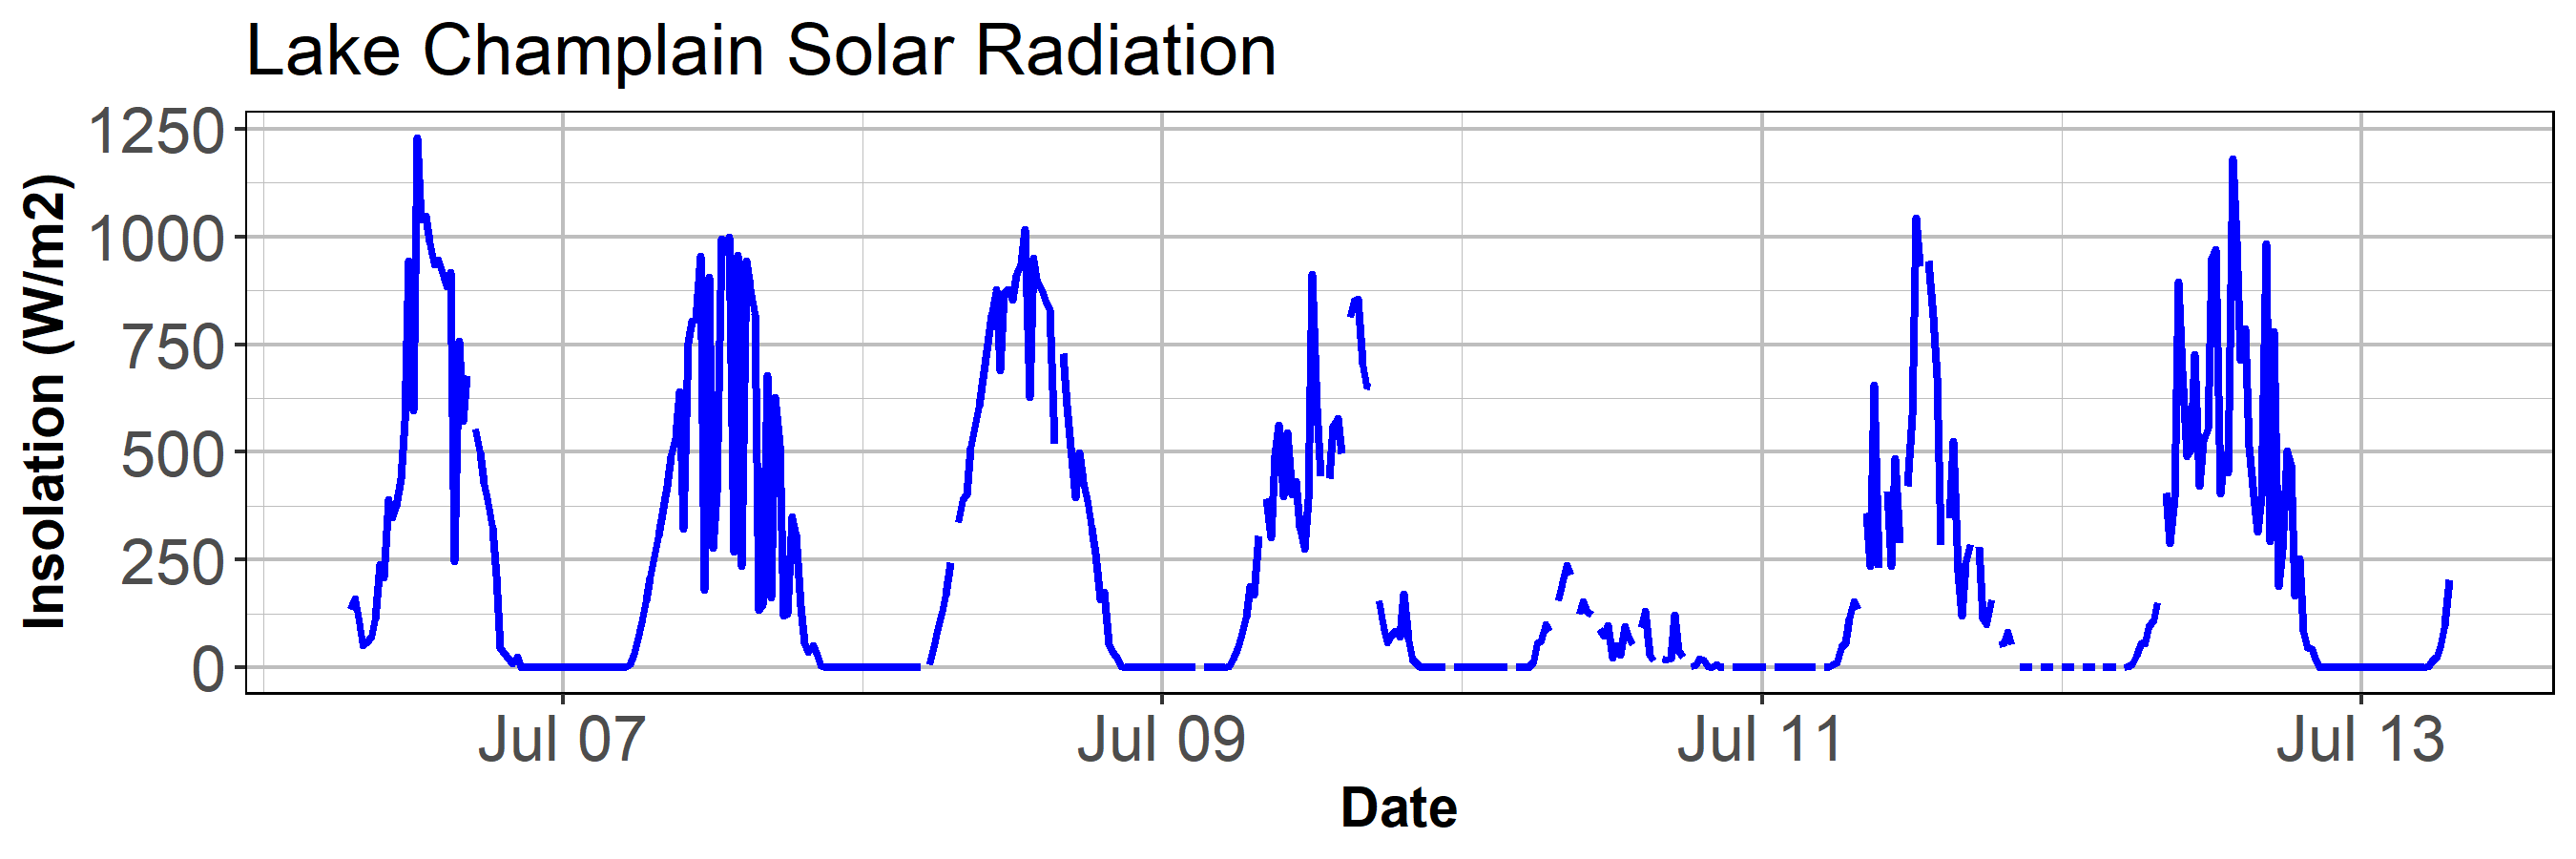 Lake Champlain Solar Radiation
Insolation (W/m2)
1250
1000
750
500
250
0
Jul 07 Jul 09 Jul 11 Jul 13
Date